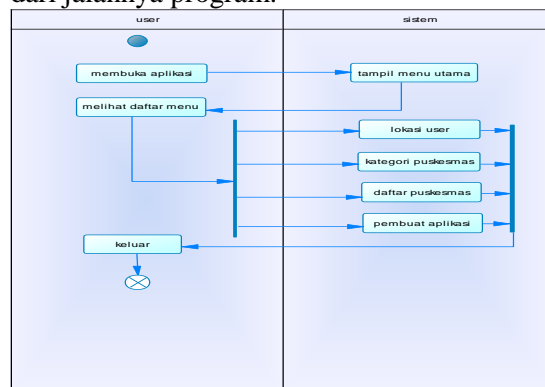 dari jalannya program.
user
sistem
membuka aplikasi
tampil menu utama
melihat daftar menu
lokasi user
kategori puskesmas
daftar puskesmas
pembuat aplikasi
keluar